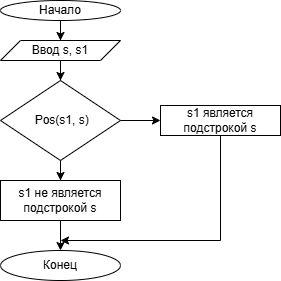 Начало
Ввод s, s1
Pos(s1, s)
s1 является
подстрокой s
s1 не является
подстрокой s
Конец